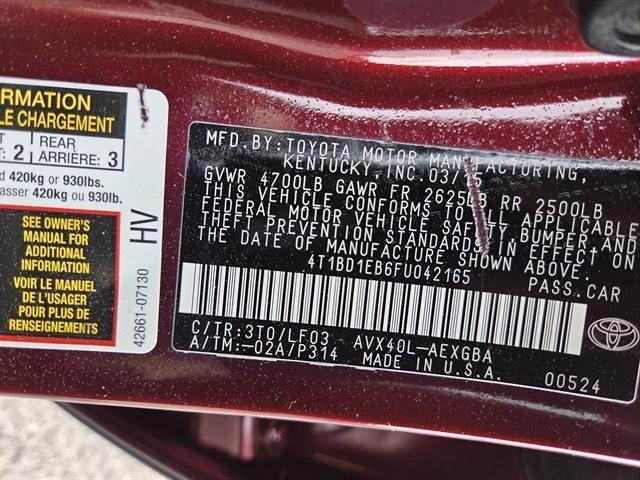 ORMATION
LE CHARGEMENT
T 2 REAR
ARRIÈRE: 3
d 420kg or 930lbs.
asser 420kg ou 930lb.
SEE OWNER'S
MANUAL FOR
ADDITIONAL
INFORMATION
VOIR LE MANUEL
DE L'USAGER
POUR PLUS DE
RENSEIGNEMENTS
HV
42661-07130
MFD.BY:TOYOTA MOTOR MANUFACTURING,
KENTUCKY,INC.
GVWR 4700LB GAWR FR 2625LB RR 2500LB
THIS VEHICLE CONFORMS TO ALL APPLICABLE
FEDERAL MOTOR VEHICLE SAFETY,BUMPER,AND
THEFT PREVENTION STANDARDS IN EFFECT ON
THE DATE OF MANUFACTURE SHOWN ABOVE.
4T1BD1EB6FU042165 PASS.CAR
C/TR:3T0/LF03 AVX40L-AEXGBA
A/TM:-02A/P314 MADE IN U.S.A.
00524
TOYOTA